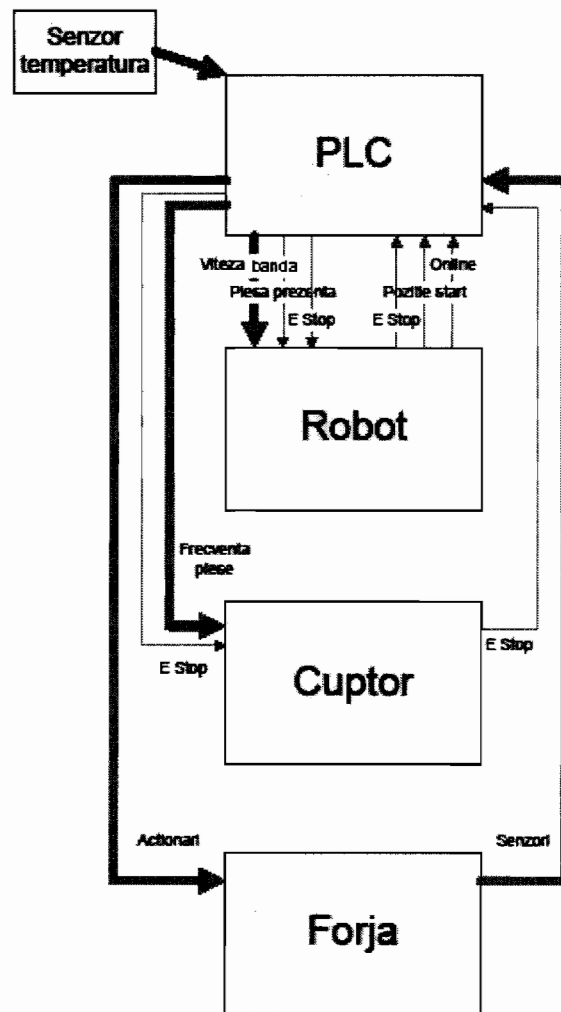 Senzor
temperatura
PLC
Viteza banda
Online
Piesa prezenta
Pozitie start
E Stop
E Stop
Robot
Frecventa
piese
E Stop
E Stop
Cuptor
Actionari
Senzori
Forja